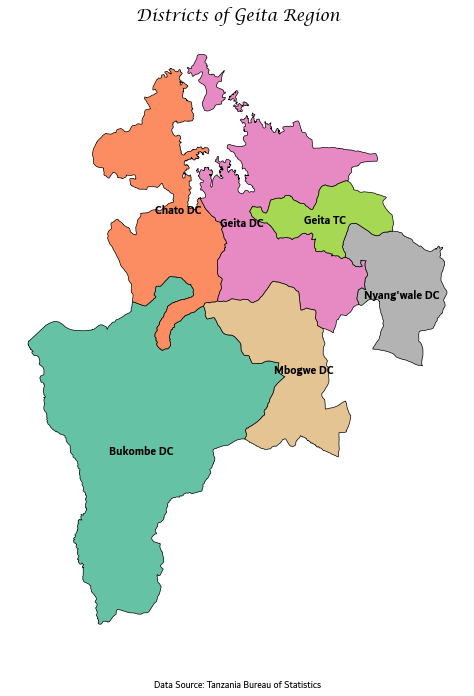 Districts of Geita Region
Chato DC
Geita DC
Geita TC
Nyang'wale DC
Mbogwe DC
Bukombe DC
Data Source: Tanzania Bureau of Statistics